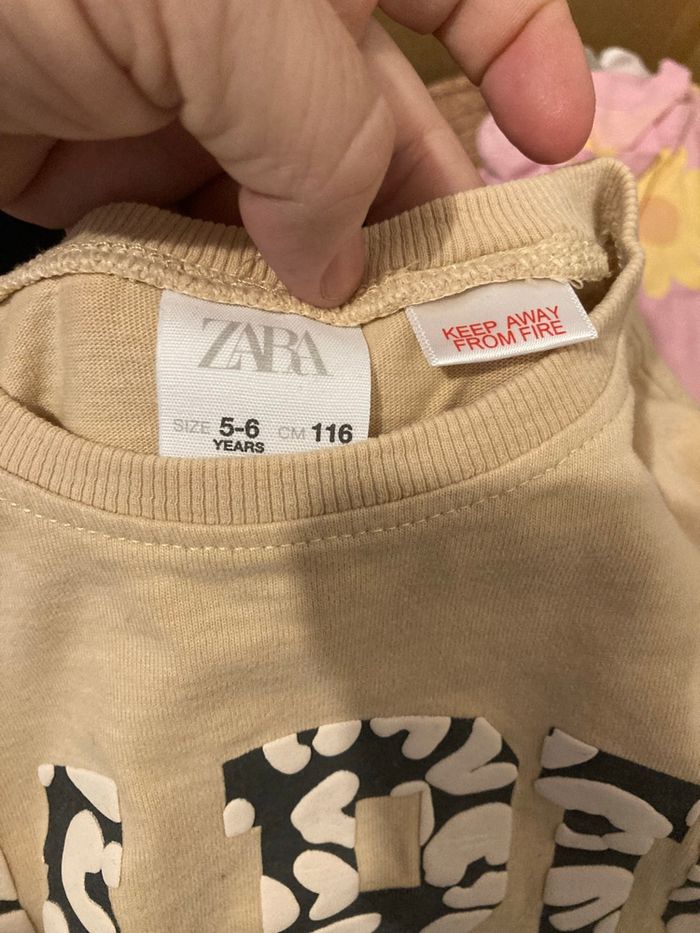 ZARA
SIZE 5-6 CM 116
YEARS
KEEP AWAY
FROM FIRE